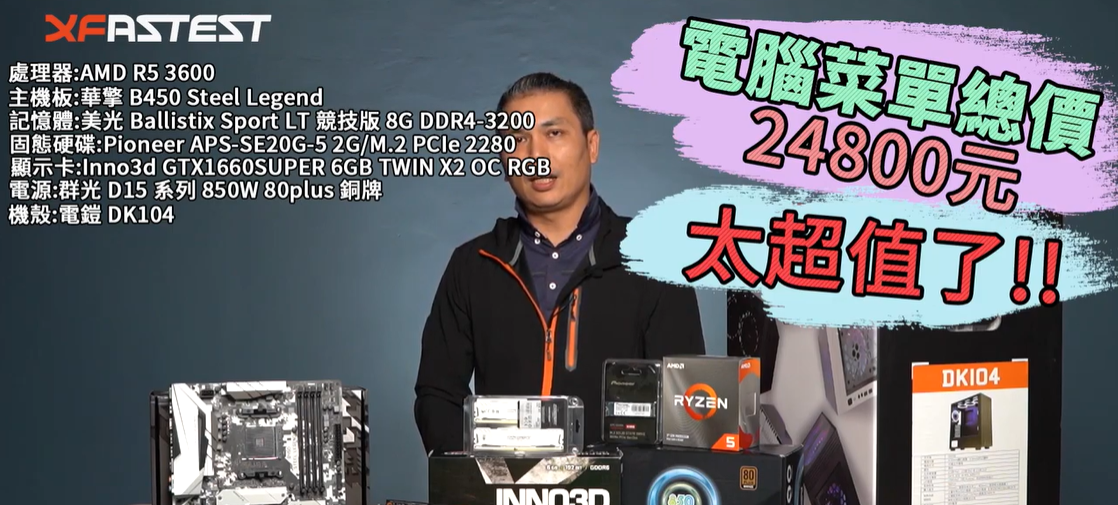 XFASTEST
處理器:AMD R5 3600
主機板:華擎 B450 Steel Legend
記憶體:美光 Ballistix Sport LT 競技版 8G DDR4-3200
固態硬碟:Pioneer APS-SE20G-5 2G/M.2 PCIe 2280
顯示卡:Inno3d GTX1660SUPER 6GB TWIN X2 OC RGB
電源:群光 D15 系列 850W 80plus 銅牌
機殼:電鎧 DK104
電腦菜單總價
24800元
太超值了!!
DK104
AMD
RYZEN
5
Pioneer
GDDR6
INNO3D
80